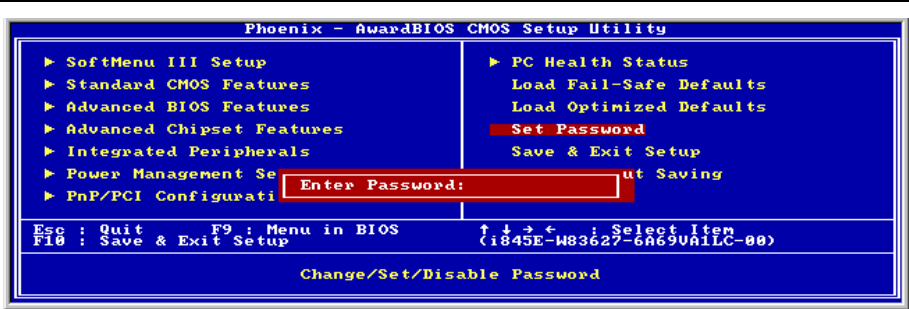 Phoenix - AwardBIOS CMOS Setup Utility
► SoftMenu III Setup
► Standard CMOS Features
► Advanced BIOS Features
► Advanced Chipset Features
► Integrated Peripherals
► Power Management Se
► PnP/PCI Configurati
► PC Health Status
Load Fail-Safe Defaults
Load Optimized Defaults
Set Password
Save & Exit Setup
ut Saving
Enter Password:
Esc : Quit F9 : Menu in BIOS ↑ ↓ → ← : Select Item
F10 : Save & Exit Setup (i845E-W83627-6A69VA1LC-00)
Change/Set/Disable Password